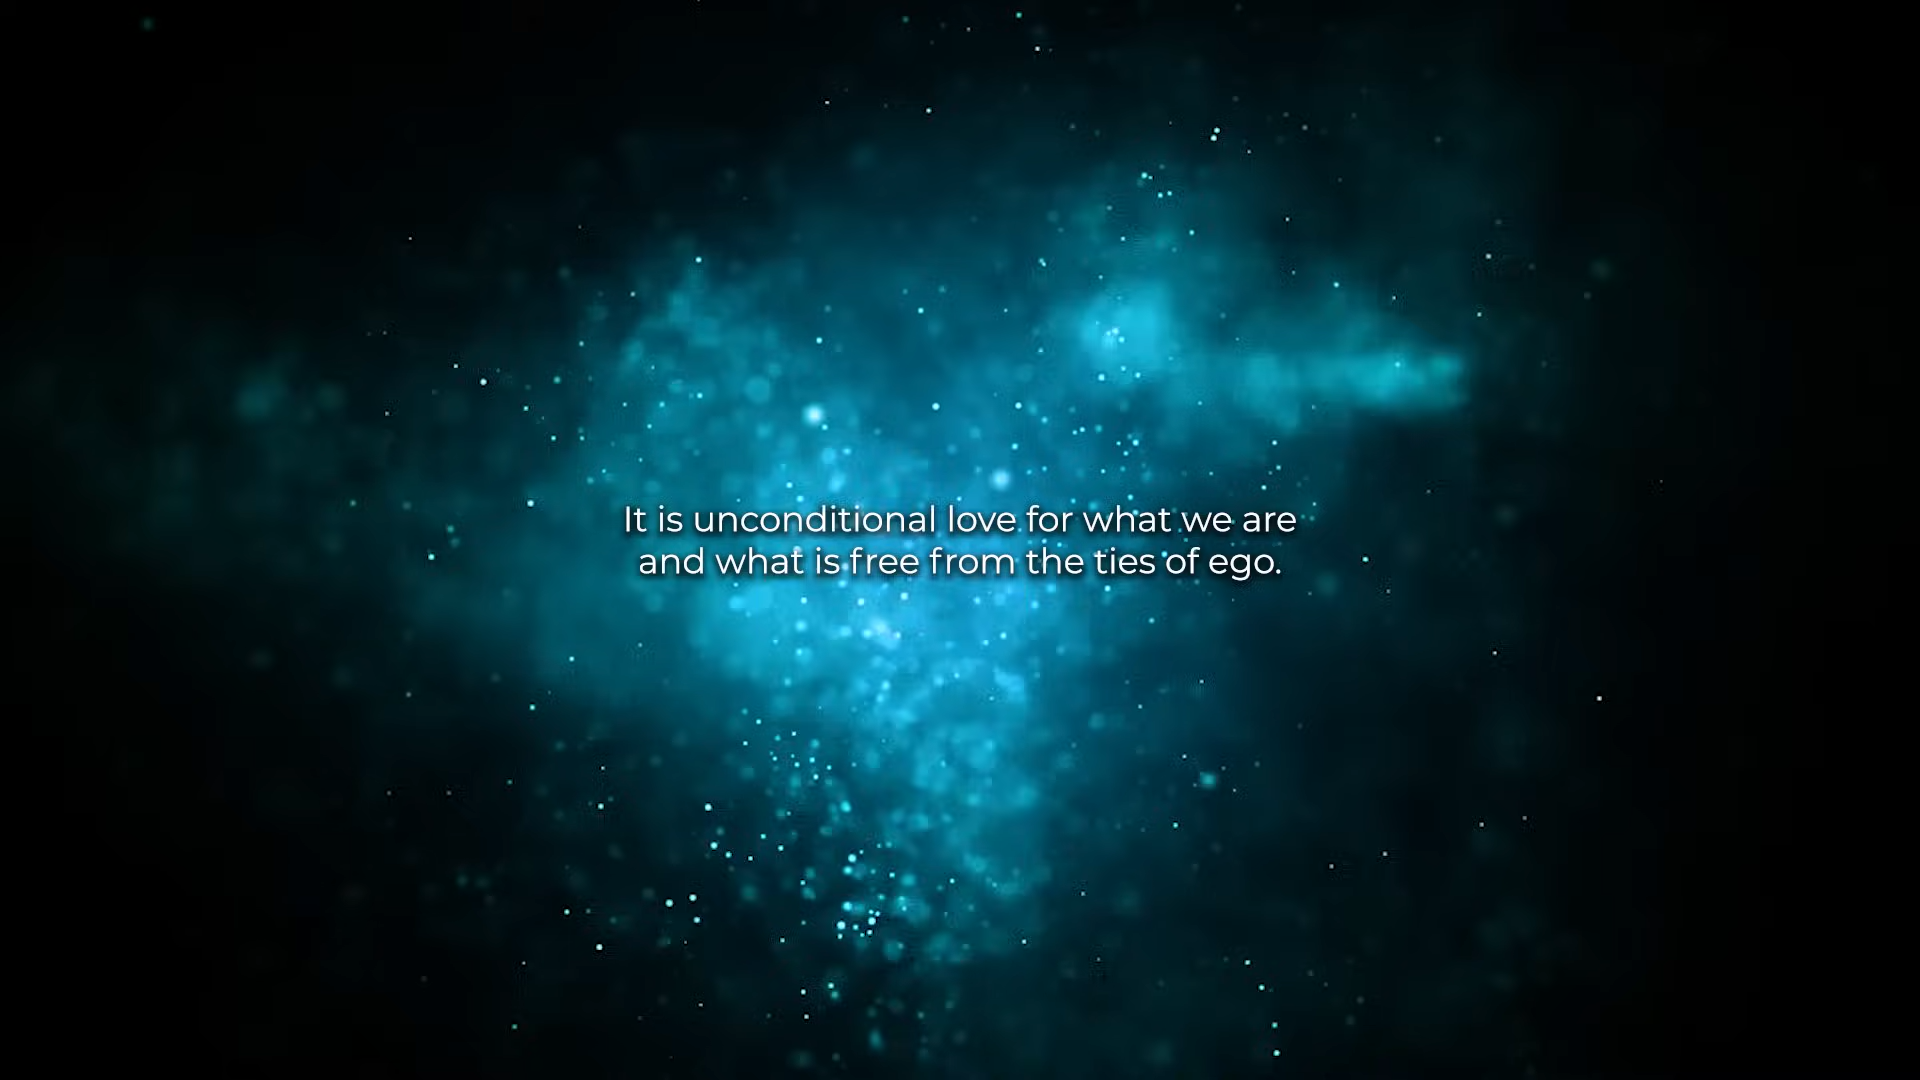 It is unconditional love for what we are
and what is free from the ties of ego.